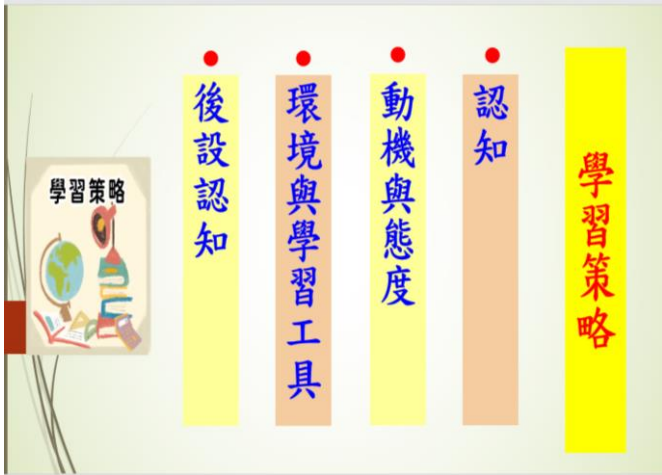 學習策略
認知
動機與態度
環境與學習工具
後設認知
學習策略